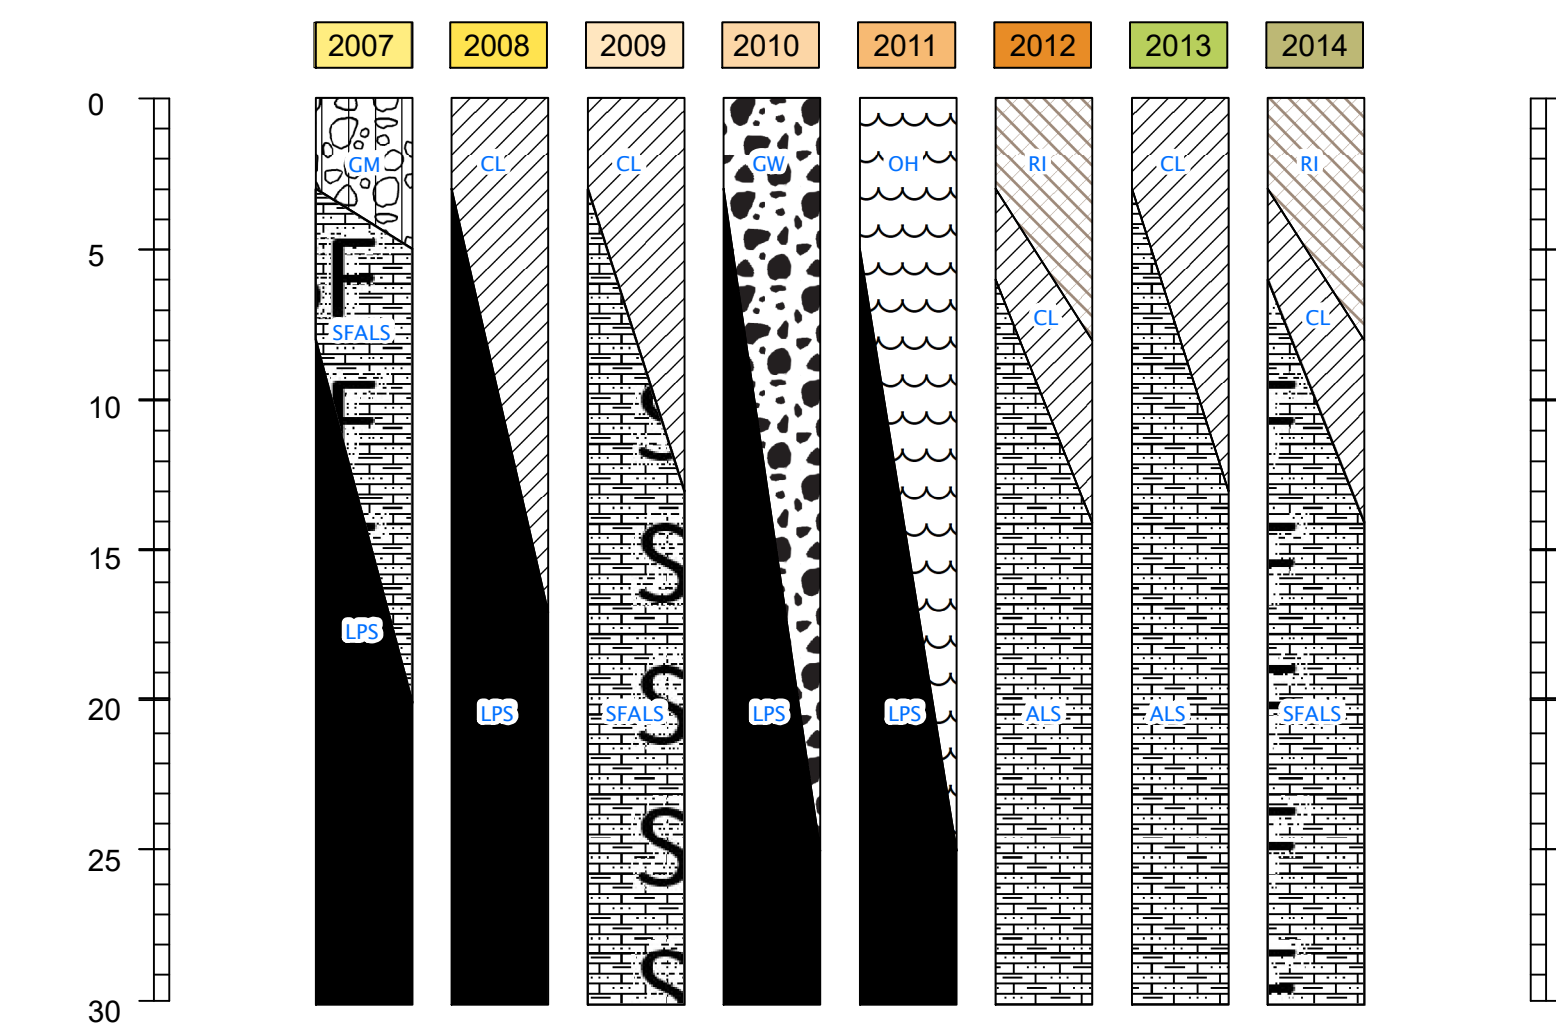 2007 2008 2009 2010 2011 2012 2013 2014
0
GM CL CL GW OH RI CL RI
5
F
SFALS CL CL
10
F
S
15
S
LPS
S
20
LPS SFALS LPS LPS ALS ALS SFALS
S
25
S
30